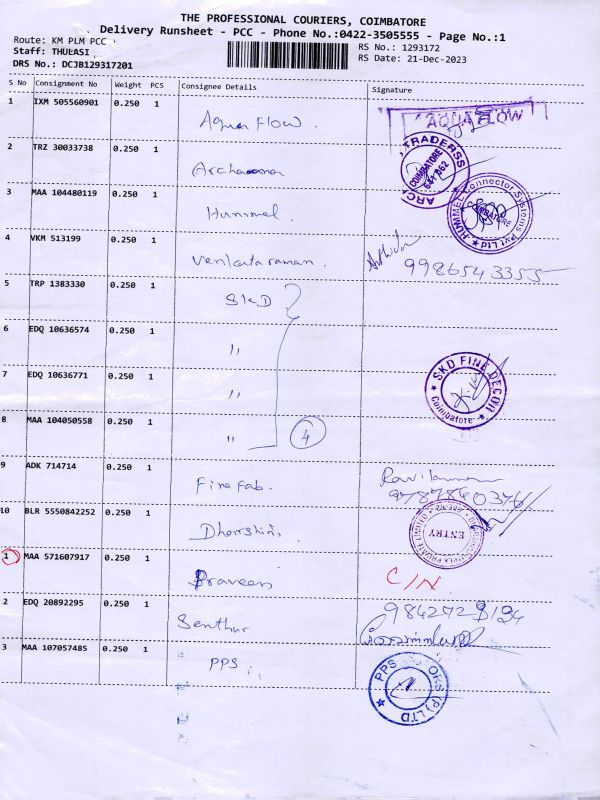 THE PROFESSIONAL COURIERS, COIMBATORE
Delivery Runsheet - PCC - Phone No.:0422-3505555 - Page No.:1
Route: KM PLM PCC
Staff: THULASI
DRS No.: DCJB129317201
RS No.: 1293172
RS Date: 21-Dec-2023
S No Consignment No Weight PCS Consignee Details Signature
1 IXM 505560901 0.250 1 Aqua Flow. AQUA FLOW
2 TRZ 30033738 0.250 1 TRADERSS COIMBATORE
3 MAA 104480119 0.250 1 Hummel. HUMMEL Connector Systems Pvt Ltd COIMBATORE
4 VKM 513199 0.250 1 Venkataraman. 9986543355
5 TRP 1383330 0.250 1 SKD
6 EDQ 10636574 0.250 1 ,,
7 EDQ 10636771 0.250 1 ,, SKD FINE DECOR Coimbatore
8 MAA 104050558 0.250 1 ,, 4
9 ADK 714714 0.250 1 Fine fab.
10 BLR 5550842252 0.250 1 ENTRY
1 MAA 571607917 0.250 1 Praveen C/N.
2 EDQ 20892295 0.250 1 Senthur
3 MAA 107057485 0.250 1 PPS PPS MOTORS (P) LTD